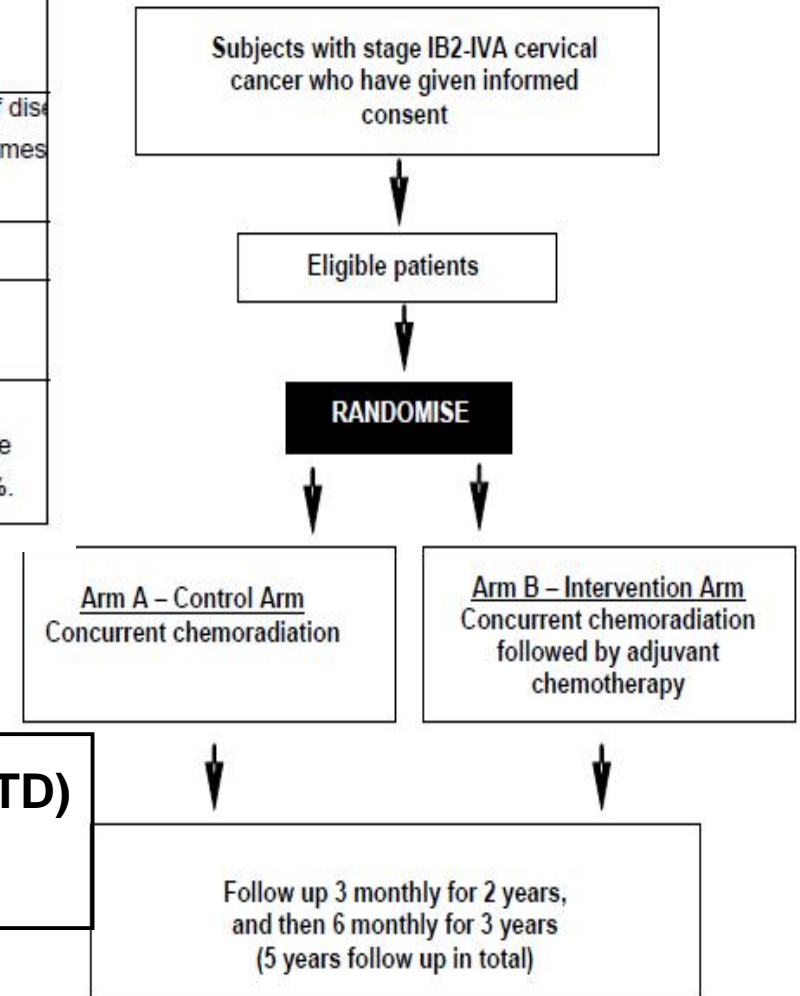 Subjects with stage IB2-IVA cervical
cancer who have given informed
consent
Eligible patients
RANDOMISE
Arm A – Control Arm
Concurrent chemoradiation
Arm B – Intervention Arm
Concurrent chemoradiation
followed by adjuvant
chemotherapy
TD)
Follow up 3 monthly for 2 years,
and then 6 monthly for 3 years
(5 years follow up in total)